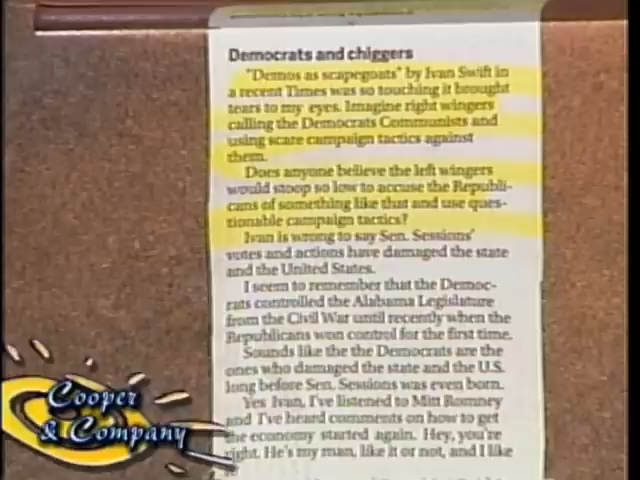 Democrats and chiggers
"Demos as scapegoats" by Ivan Swift in
a recent Times was so touching it brought
tears to my eyes. Imagine right wingers
calling the Democrats Communists and
using scare campaign tactics against
them.
Does anyone believe the left wingers
would stoop so low to accuse the Republi-
cans of something like that and use ques-
tionable campaign tactics?
Ivan is wrong to say Sen. Sessions'
votes and actions have damaged the state
and the United States.
I seem to remember that the Democ-
rats controlled the Alabama Legislature
from the Civil War until recently when the
Republicans won control for the first time.
Sounds like the the Democrats are the
ones who damaged the state and the U.S.
long before Sen. Sessions was even born.
Yes Ivan, I've listened to Mitt Romney
and I've heard comments on how to get
the economy started again. Hey, you're
right. He's my man, like it or not, and I like
Cooper
& Company